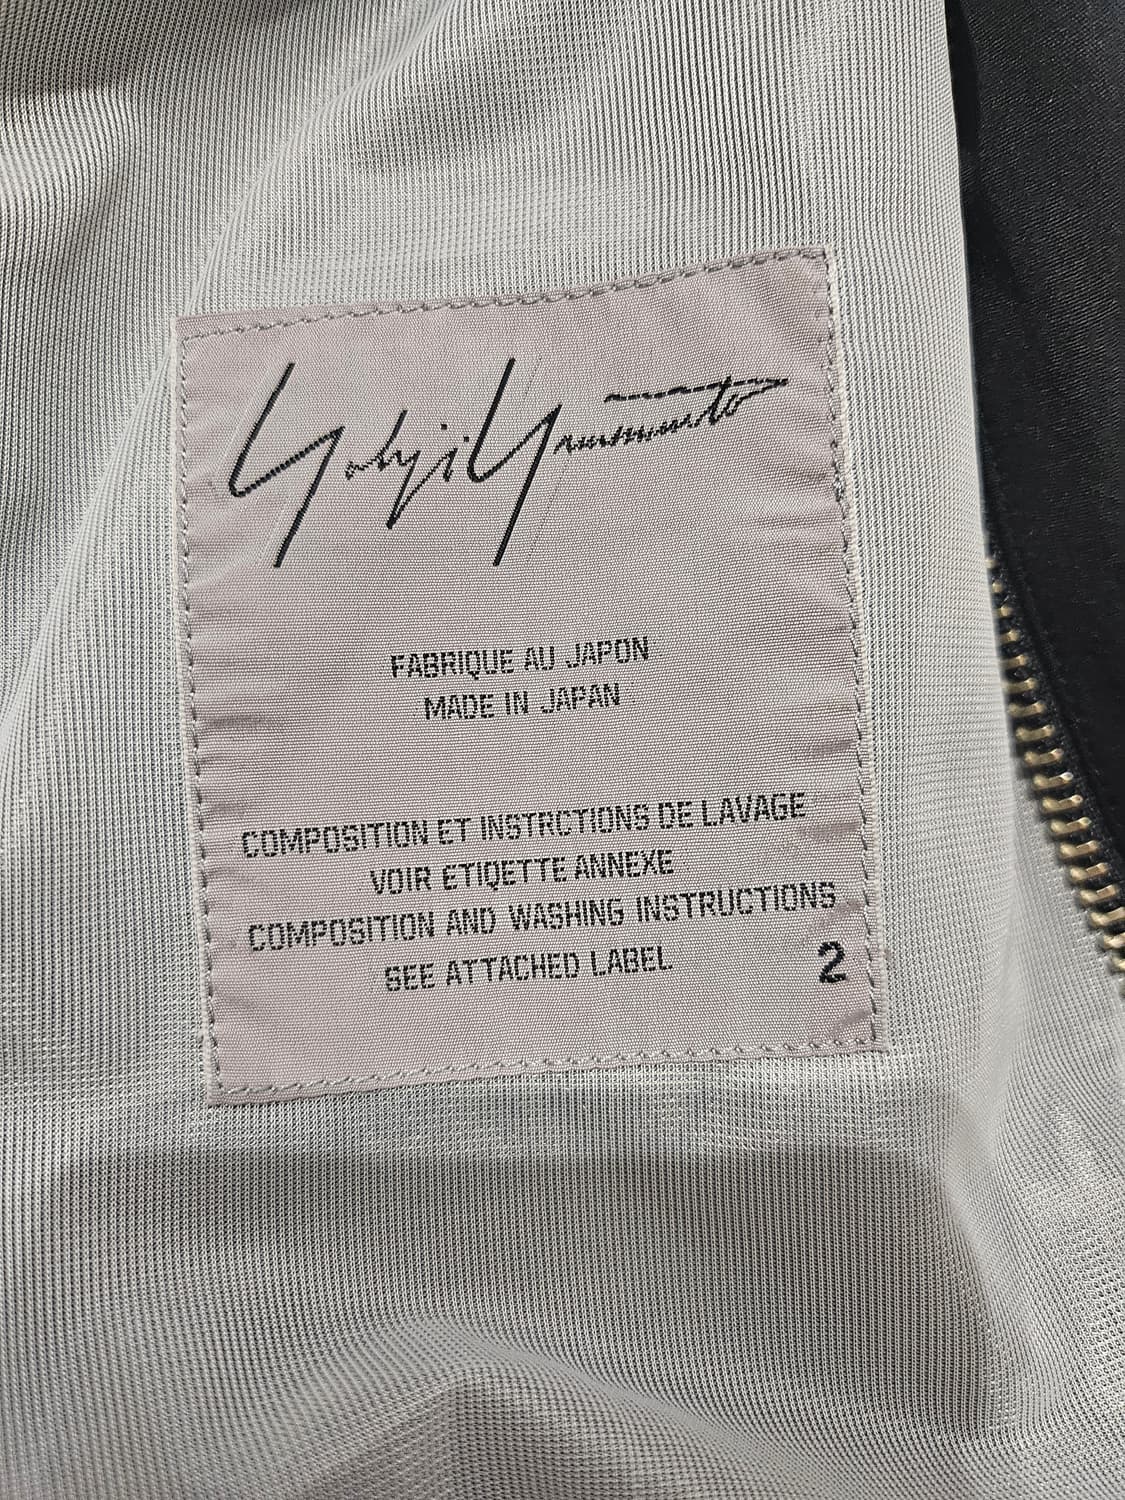 Yohji Yamamoto
FABRIQUE AU JAPON
MADE IN JAPAN
COMPOSITION ET INSTRCTIONS DE LAVAGE
VOIR ETIQETTE ANNEXE
COMPOSITION AND WASHING INSTRUCTIONS
SEE ATTACHED LABEL
2